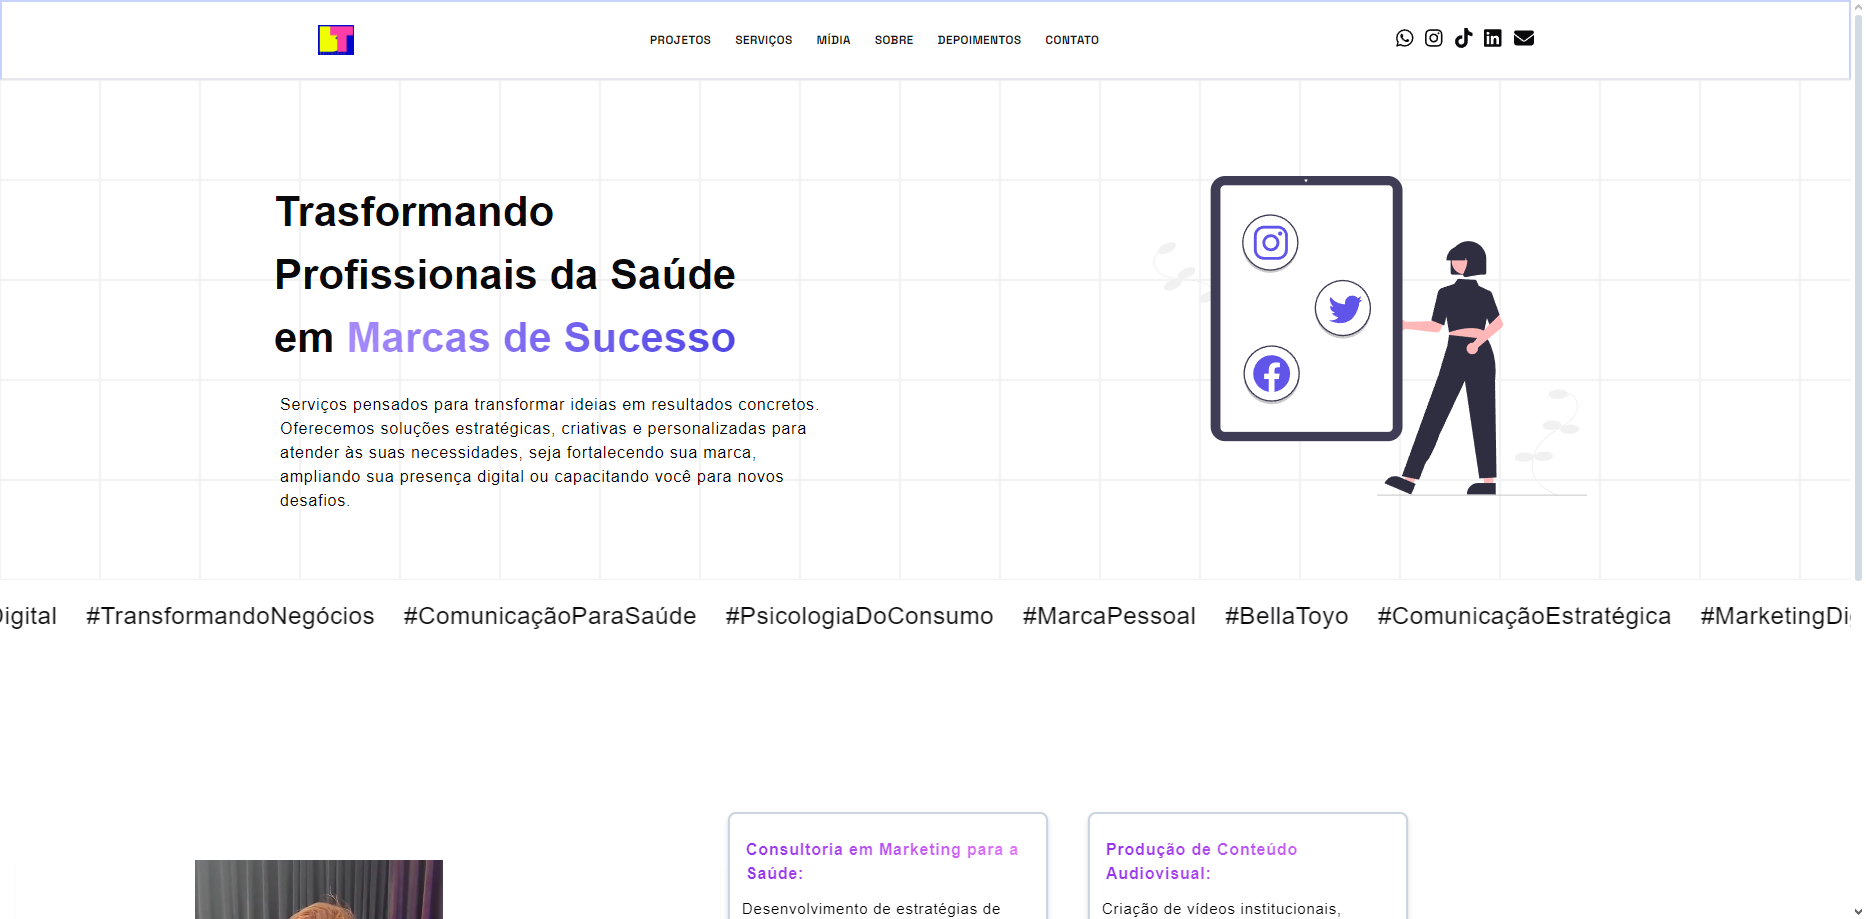 BT
PROJETOS SERVIÇOS MÍDIA SOBRE DEPOIMENTOS CONTATO
Trasformando
Profissionais da Saúde
em Marcas de Sucesso
Serviços pensados para transformar ideias em resultados concretos.
Oferecemos soluções estratégicas, criativas e personalizadas para
atender às suas necessidades, seja fortalecendo sua marca,
ampliando sua presença digital ou capacitando você para novos
desafios.
Digital #TransformandoNegócios #ComunicaçãoParaSaúde #PsicologiaDoConsumo #MarcaPessoal #BellaToyo #ComunicaçãoEstratégica #MarketingDig
Consultoria em Marketing para a
Saúde:
Desenvolvimento de estratégias de
Produção de Conteúdo
Audiovisual:
Criação de vídeos institucionais,